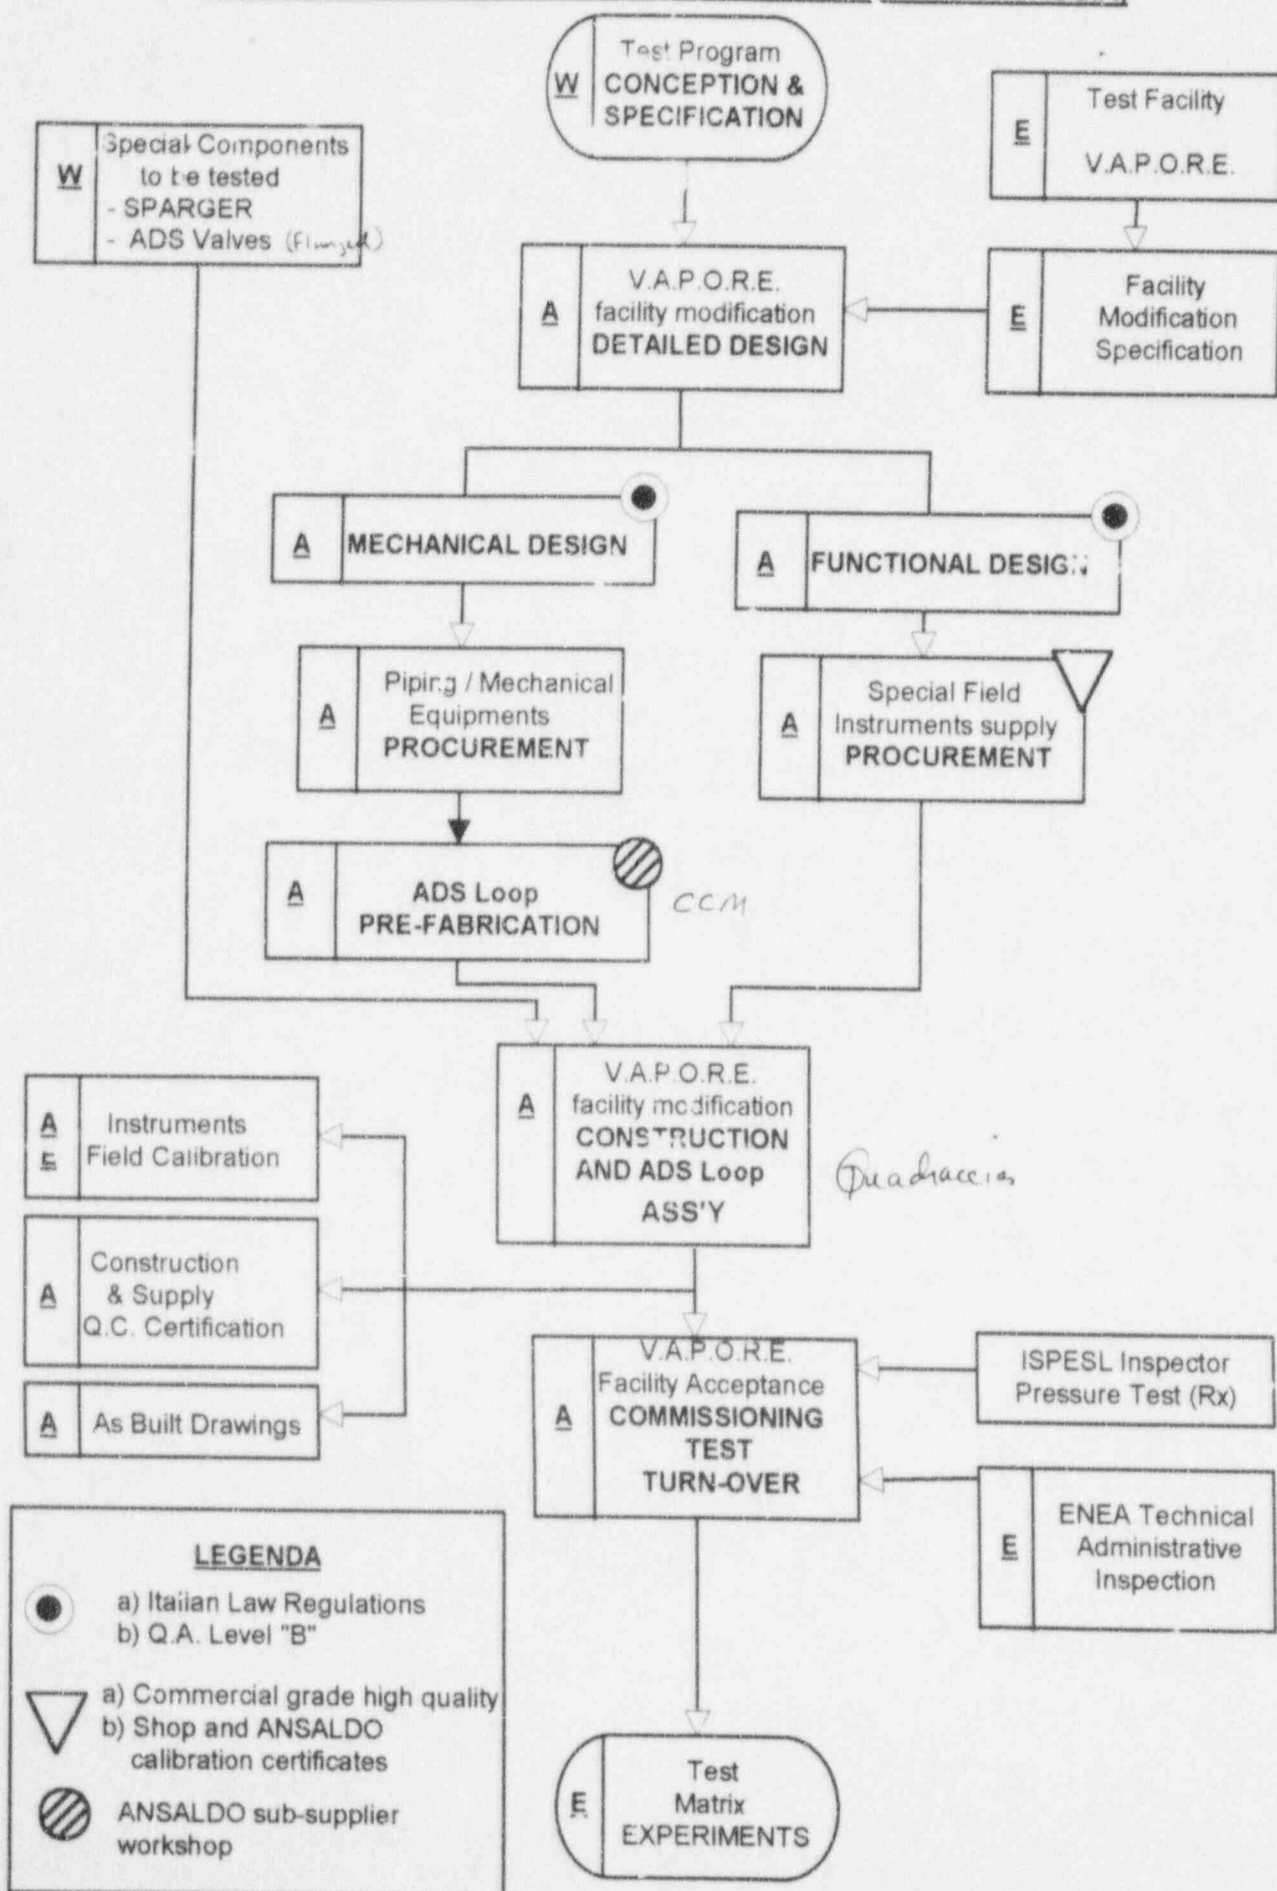 W
Test Program
CONCEPTION &
SPECIFICATION
E
Test Facility
V.A.P.O.R.E.
W
Special Components
to be tested
- SPARGER
- ADS Valves (Flanged)
A
V.A.P.O.R.E.
facility modification
DETAILED DESIGN
E
Facility
Modification
Specification
A
MECHANICAL DESIGN
A
FUNCTIONAL DESIGN
A
Piping / Mechanical
Equipments
PROCUREMENT
A
Special Field
Instruments supply
PROCUREMENT
A
ADS Loop
PRE-FABRICATION
CCM
A
V.A.P.O.R.E.
facility modification
CONSTRUCTION
AND ADS Loop
ASS'Y
A
E
Instruments
Field Calibration
A
Construction
& Supply
Q.C. Certification
A
As Built Drawings
A
V.A.P.O.R.E.
Facility Acceptance
COMMISSIONING
TEST
TURN-OVER
ISPESL Inspector
Pressure Test (Rx)
E
ENEA Technical
Administrative
Inspection
LEGENDA
a) Italian Law Regulations
b) Q.A. Level "B"
a) Commercial grade high quality
b) Shop and ANSALDO
calibration certificates
ANSALDO sub-supplier
workshop
E
Test
Matrix
EXPERIMENTS